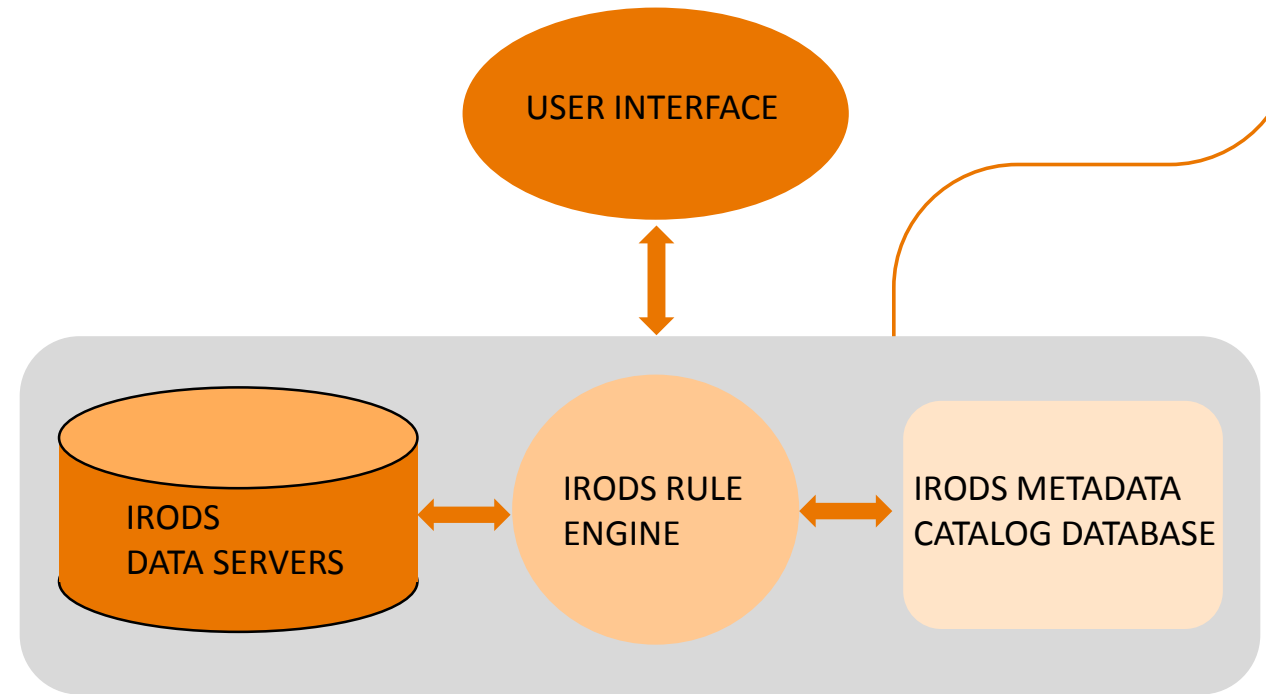 USER INTERFACE
IRODS
DATA SERVERS
IRODS RULE
ENGINE
IRODS METADATA
CATALOG DATABASE